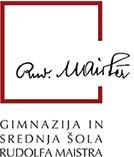 Rud. Maister
GIMNAZIJA IN
SREDNJA ŠOLA
RUDOLFA MAISTRA